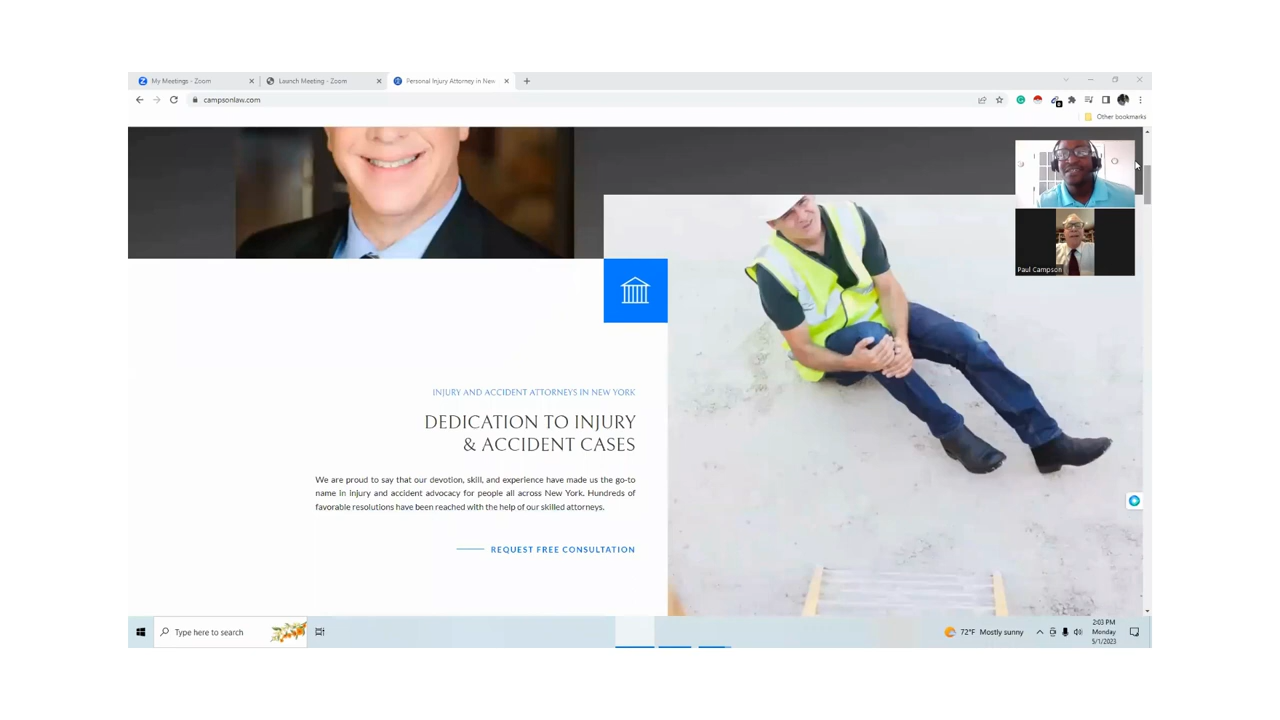 My Meetings - Zoom
Launch Meeting - Zoom
Personal Injury Attorney in New
campsonlaw.com
Other bookmarks
Paul Campson
INJURY AND ACCIDENT ATTORNEYS IN NEW YORK
DEDICATION TO INJURY
& ACCIDENT CASES
We are proud to say that our devotion, skill, and experience have made us the go-to
name in injury and accident advocacy for people all across New York. Hundreds of
favorable resolutions have been reached with the help of our skilled attorneys.
REQUEST FREE CONSULTATION
Type here to search
72°F Mostly sunny
2:03 PM
Monday
5/1/2023